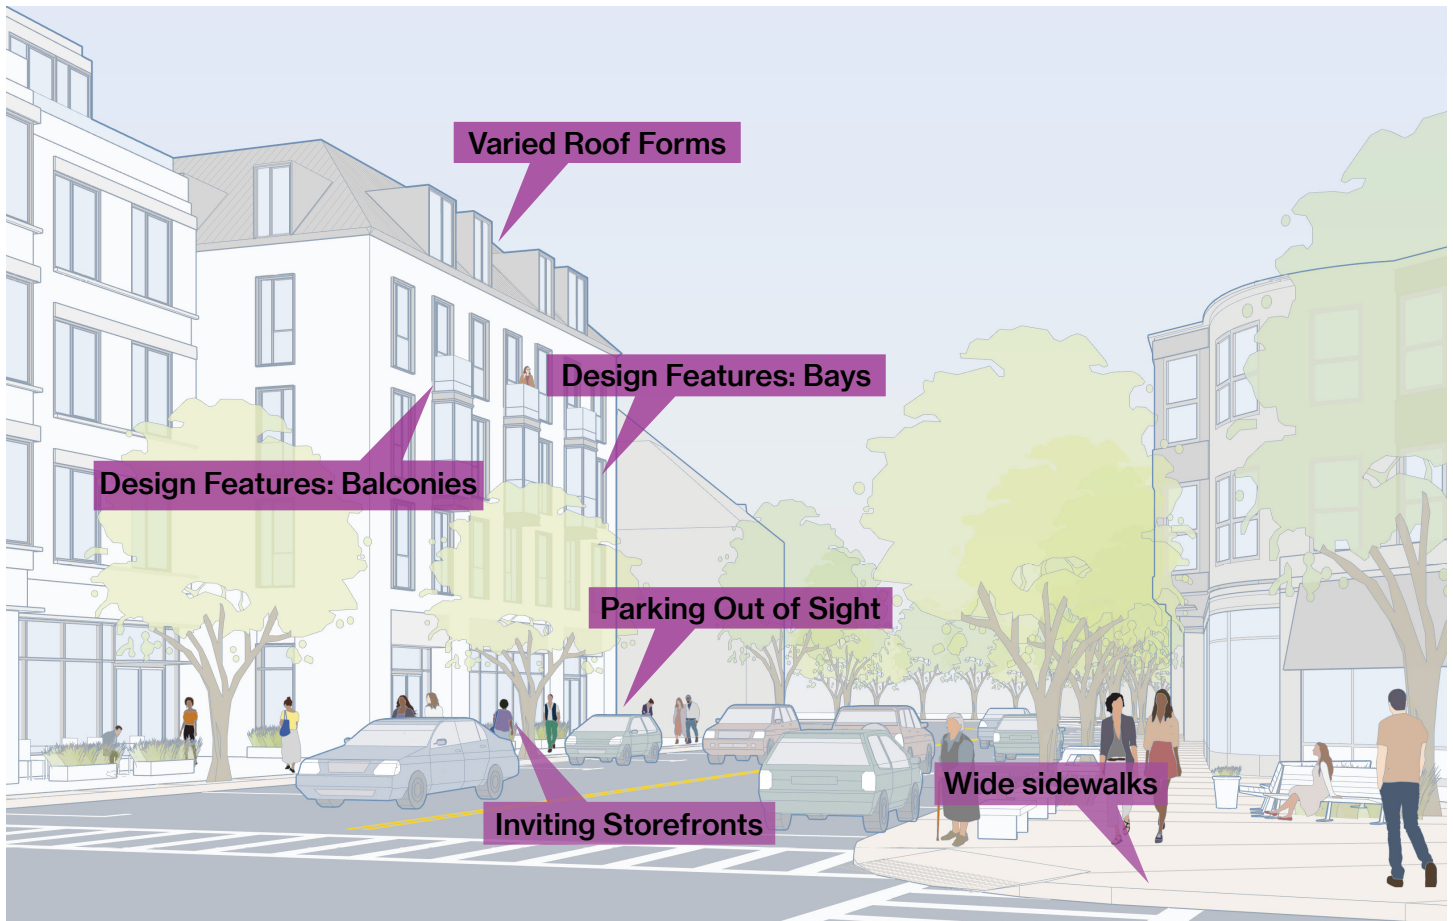 Varied Roof Forms
Design Features: Bays
Design Features: Balconies
Parking Out of Sight
Wide sidewalks
Inviting Storefronts